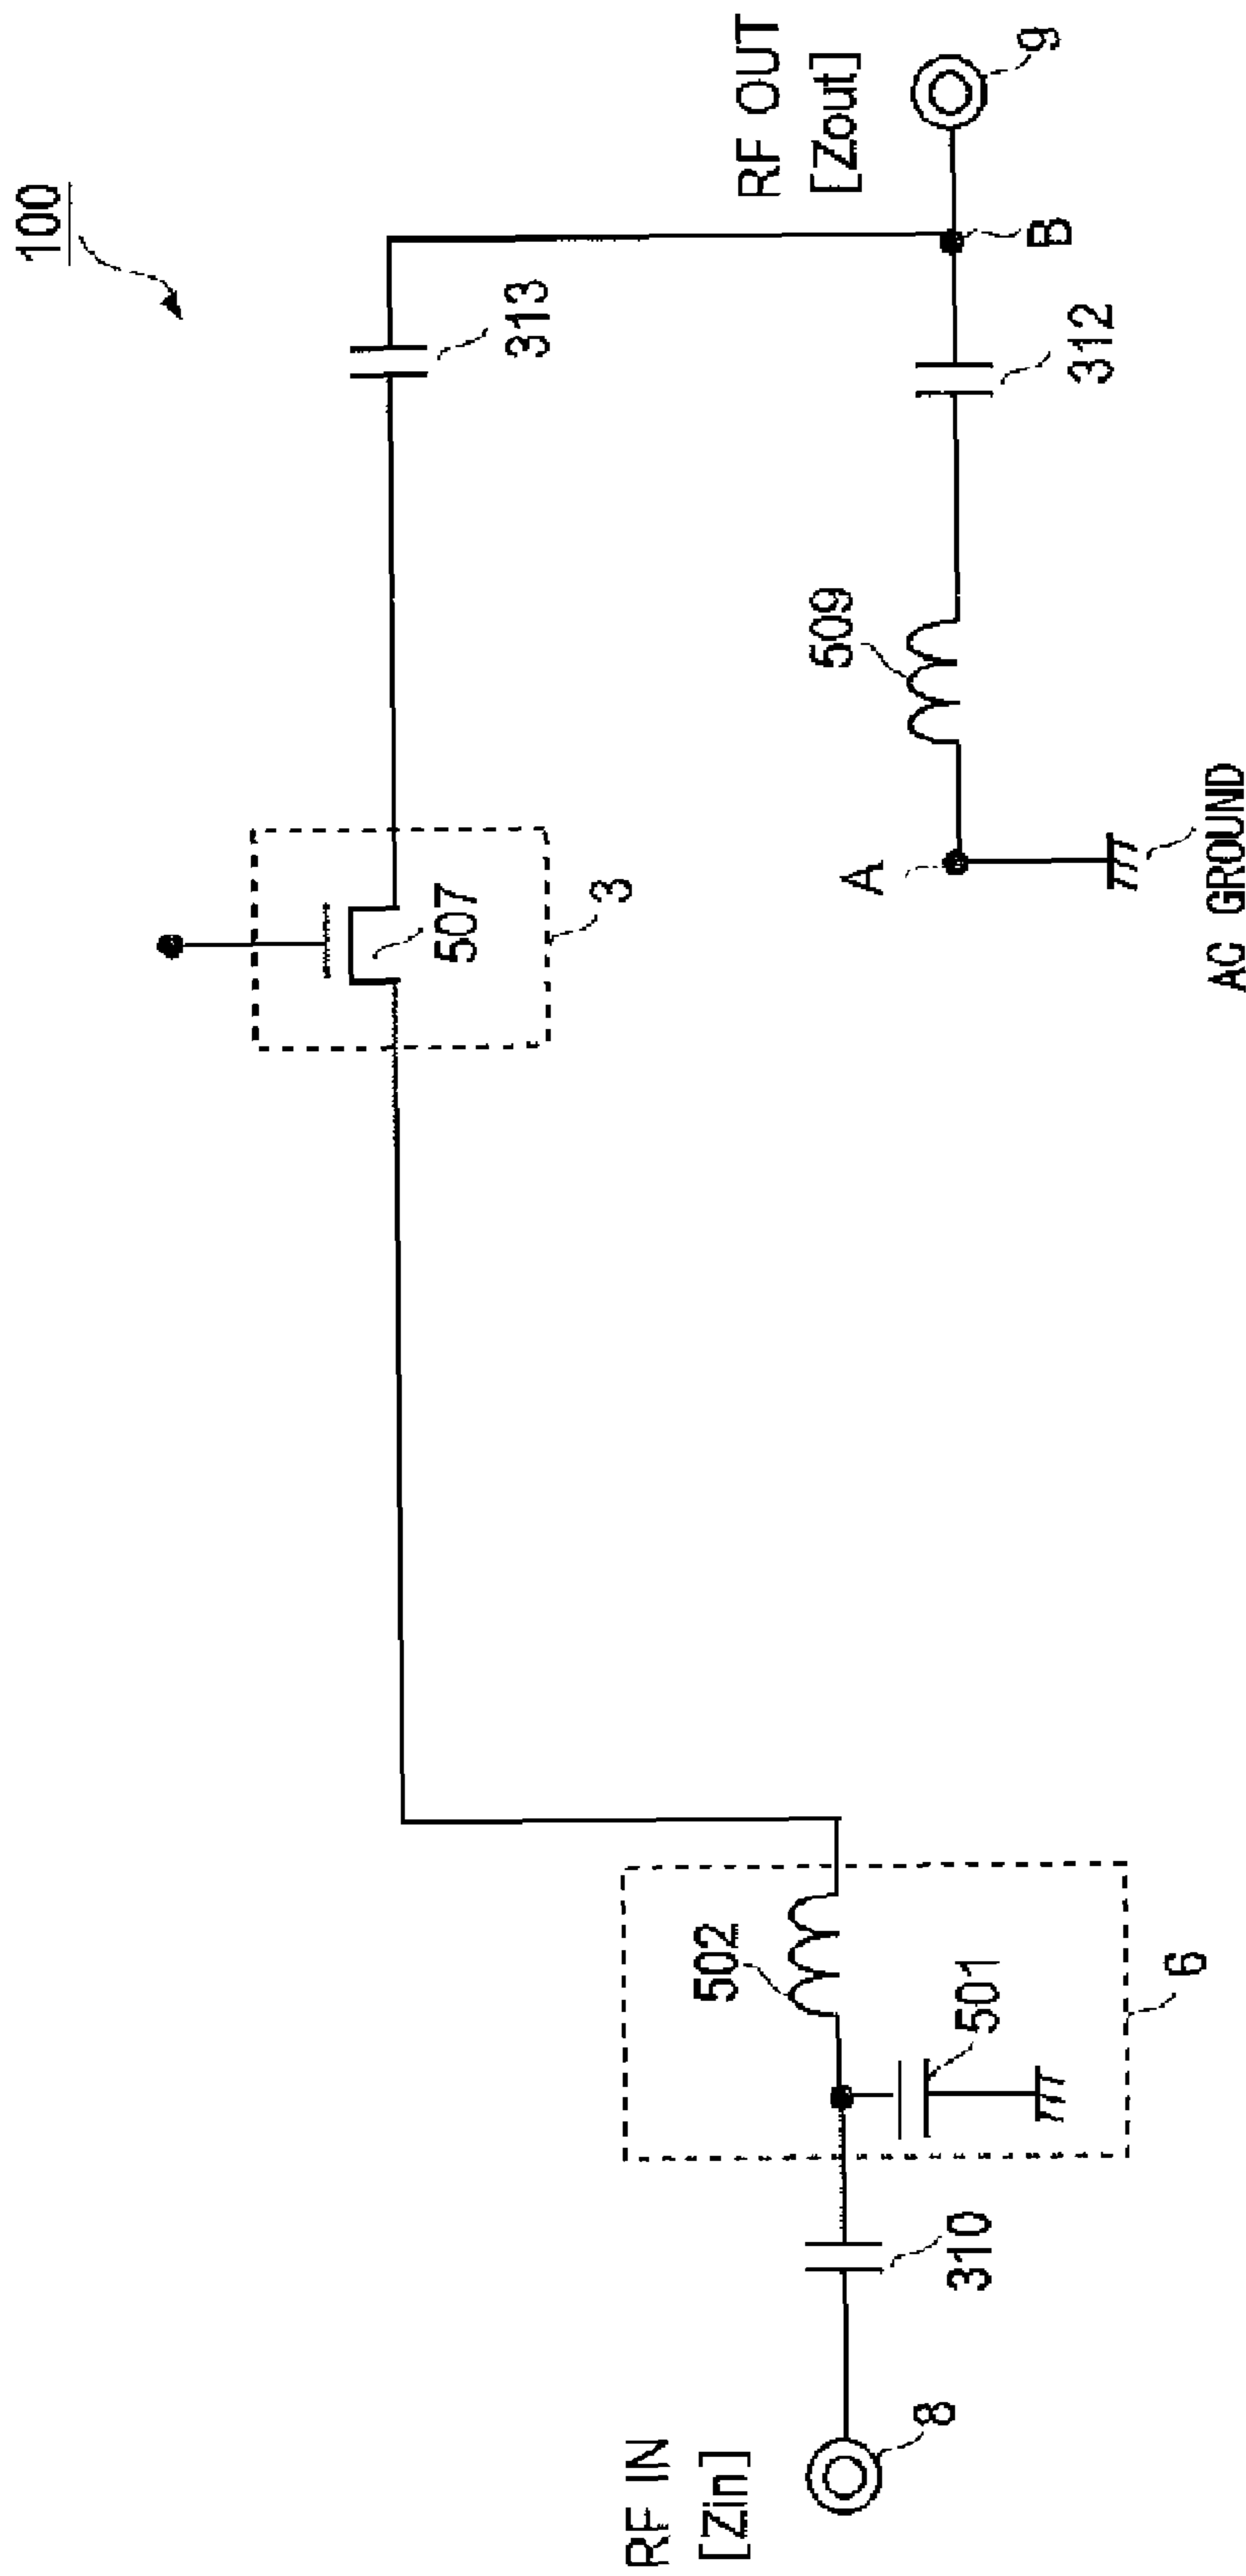 100
RF IN
[Zin]
8
310
501
502
6
507
3
313
A
509
AC GROUND
312
B
RF OUT
[Zout]
9